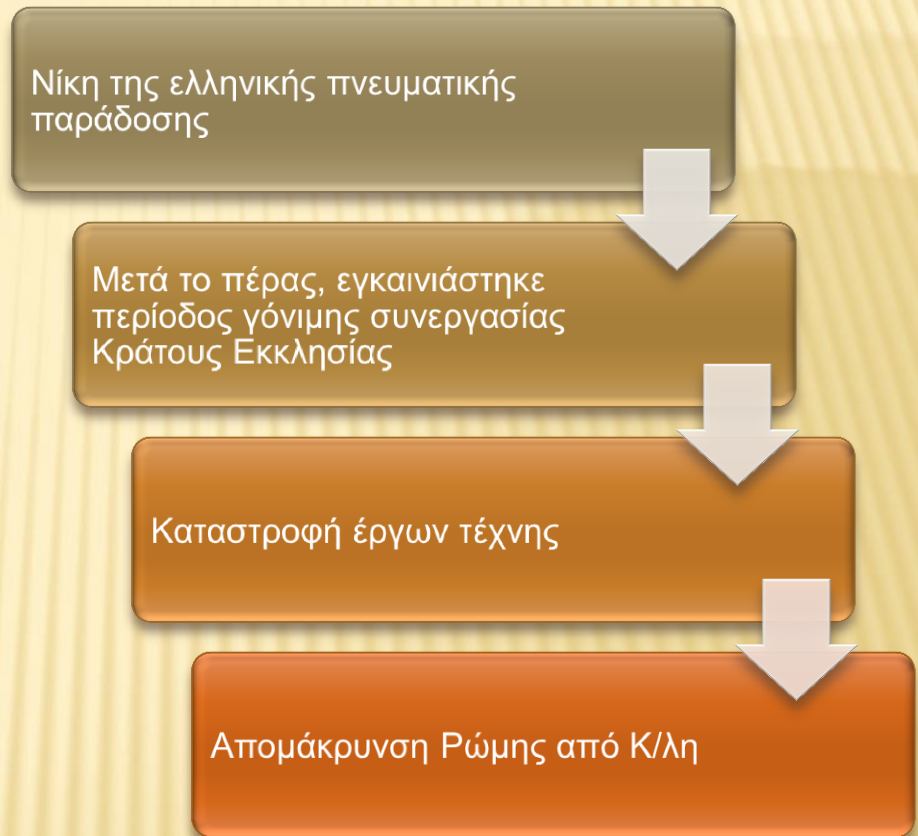 Νίκη της ελληνικής πνευματικής
παράδοσης
Μετά το πέρας, εγκαινιάστηκε
περίοδος γόνιμης συνεργασίας
Κράτους Εκκλησίας
Καταστροφή έργων τέχνης
Απομάκρυνση Ρώμης από Κ/λη